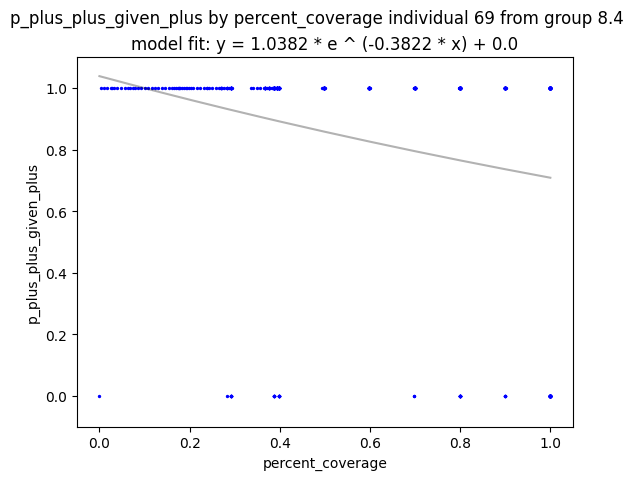 p_plus_plus_given_plus by percent_coverage individual 69 from group 8.4
model fit: y = 1.0382 * e ^ (-0.3822 * x) + 0.0
1.0
0.8
0.6
0.4
0.2
0.0
p_plus_plus_given_plus
0.0 0.2 0.4 0.6 0.8 1.0
percent_coverage